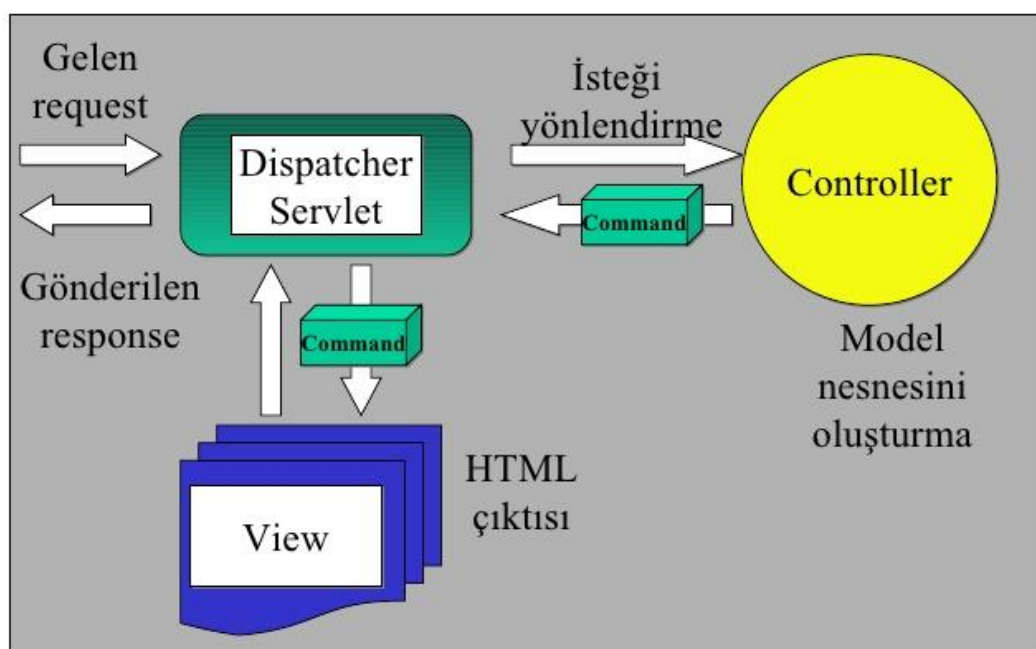 Gelen
request
Dispatcher
Servlet
İsteği
yönlendirme
Controller
Command
Gönderilen
response
Command
Model
nesnesini
oluşturma
HTML
çıktısı
View